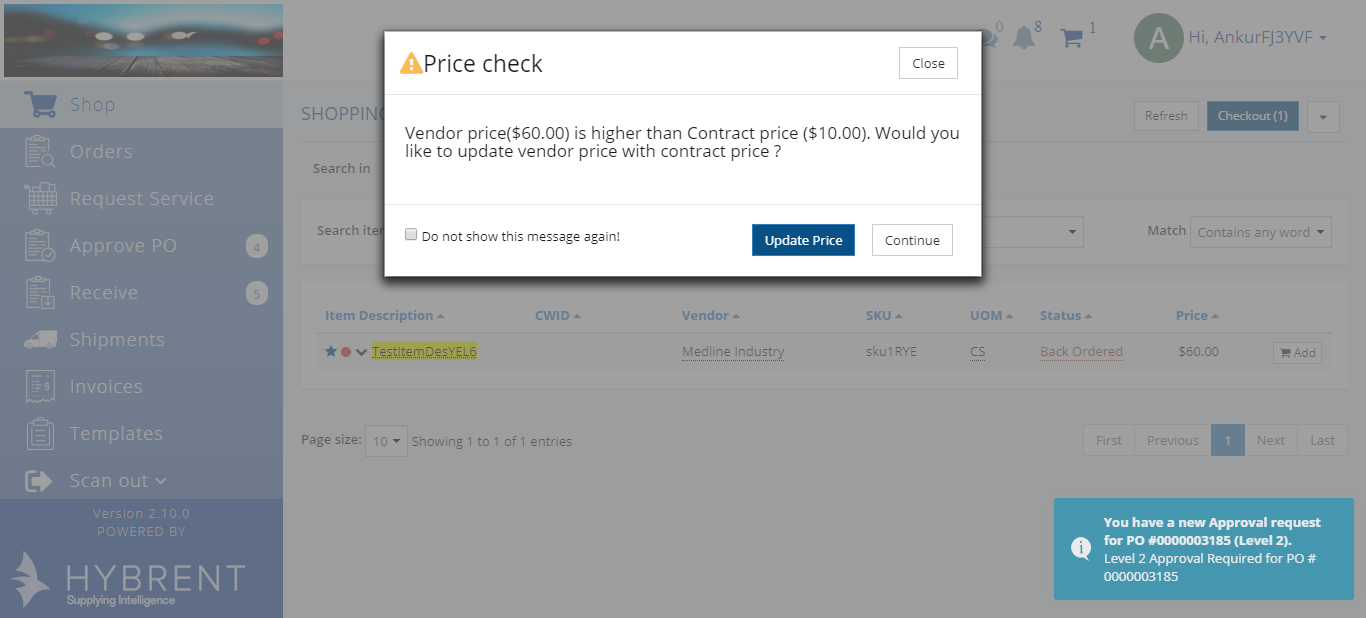 0
8
1
A
Hi, AnkurFJ3YVF
Shop
Orders
Request Service
Approve PO 4
Receive 5
Shipments
Invoices
Templates
Scan out
Version 2.10.0
POWERED BY
HYBRENT
Supplying Intelligence
Price check
Close
Vendor price($60.00) is higher than Contract price ($10.00). Would you
like to update vendor price with contract price ?
Do not show this message again!
Update Price
Continue
SHOPPING
Refresh
Checkout (1)
Search in
Match Contains any word
Item Description CWID Vendor SKU UOM Status Price
TestItemDesYEL6 Medline Industry sku1RYE CS Back Ordered $60.00 Add
Page size: 10 Showing 1 to 1 of 1 entries
First Previous 1 Next Last
You have a new Approval request
for PO #0000003185 (Level 2).
Level 2 Approval Required for PO #
0000003185